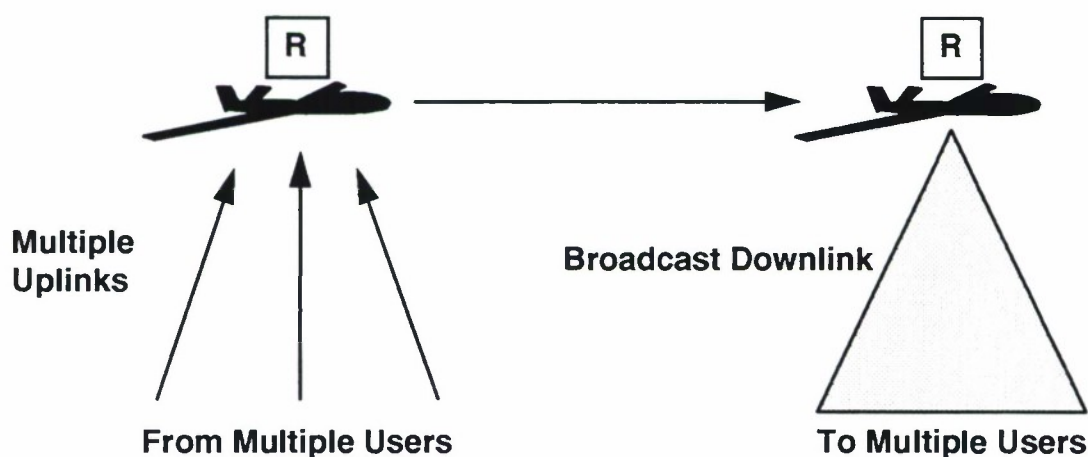 R
R
Multiple
Uplinks
Broadcast Downlink
From Multiple Users
To Multiple Users